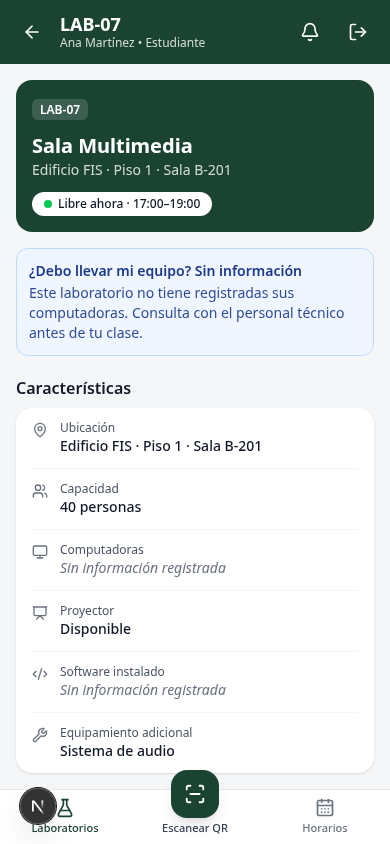 LAB-07
Ana Martínez • Estudiante
LAB-07
Sala Multimedia
Edificio FIS · Piso 1 · Sala B-201
Libre ahora · 17:00–19:00
¿Debo llevar mi equipo? Sin información
Este laboratorio no tiene registradas sus
computadoras. Consulta con el personal técnico
antes de tu clase.
Características
Ubicación
Edificio FIS · Piso 1 · Sala B-201
Capacidad
40 personas
Computadoras
Sin información registrada
Proyector
Disponible
Software instalado
Sin información registrada
Equipamiento adicional
Sistema de audio
N
Laboratorios
Escanear QR
Horarios